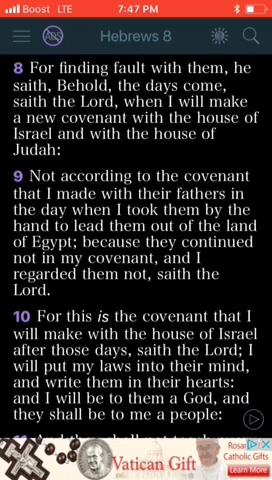 Boost LTE 7:47 PM
ADS Hebrews 8
8 For finding fault with them, he
saith, Behold, the days come,
saith the Lord, when I will make
a new covenant with the house of
Israel and with the house of
Judah:
9 Not according to the covenant
that I made with their fathers in
the day when I took them by the
hand to lead them out of the land
of Egypt; because they continued
not in my covenant, and I
regarded them not, saith the
Lord.
10 For this is the covenant that I
will make with the house of Israel
after those days, saith the Lord; I
will put my laws into their mind,
and write them in their hearts:
and I will be to them a God, and
they shall be to me a people:
Vatican Gift
Catholic Gifts
Learn More